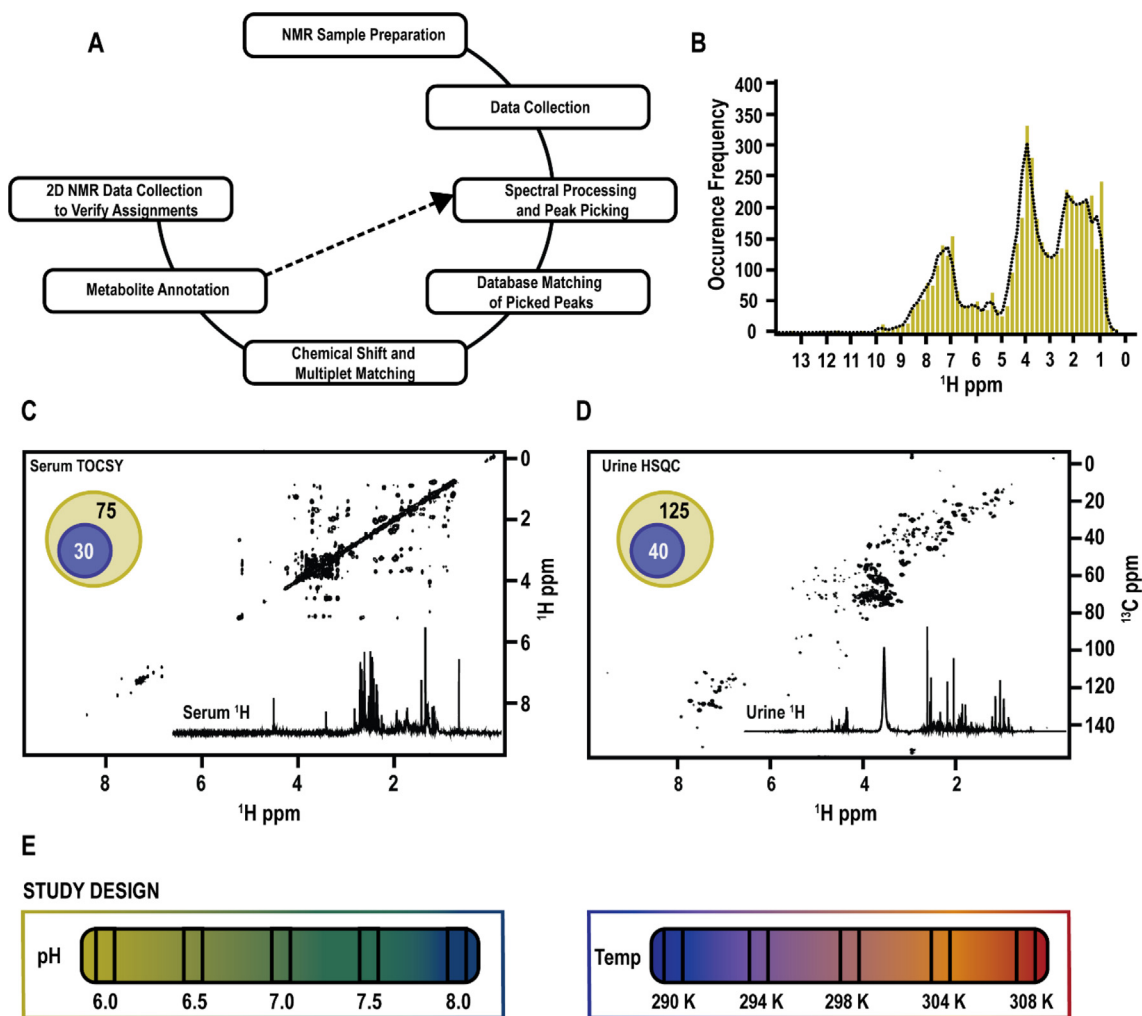 A
NMR Sample Preparation
Data Collection
2D NMR Data Collection
to Verify Assignments
Spectral Processing
and Peak Picking
Metabolite Annotation
Database Matching
of Picked Peaks
Chemical Shift and
Multiplet Matching
B
Occurence Frequency
400
350
300
250
200
150
100
50
0
13 12 11 10 9 8 7 6 5 4 3 2 1 0
¹H ppm
C
Serum TOCSY
75
30
0
2
4
6
8
¹H ppm
Serum ¹H
8 6 4 2
¹H ppm
D
Urine HSQC
125
40
0
20
40
60
80
100
120
140
¹³C ppm
Urine ¹H
8 6 4 2
¹H ppm
E
STUDY DESIGN
pH
6.0 6.5 7.0 7.5 8.0
Temp
290 K 294 K 298 K 304 K 308 K